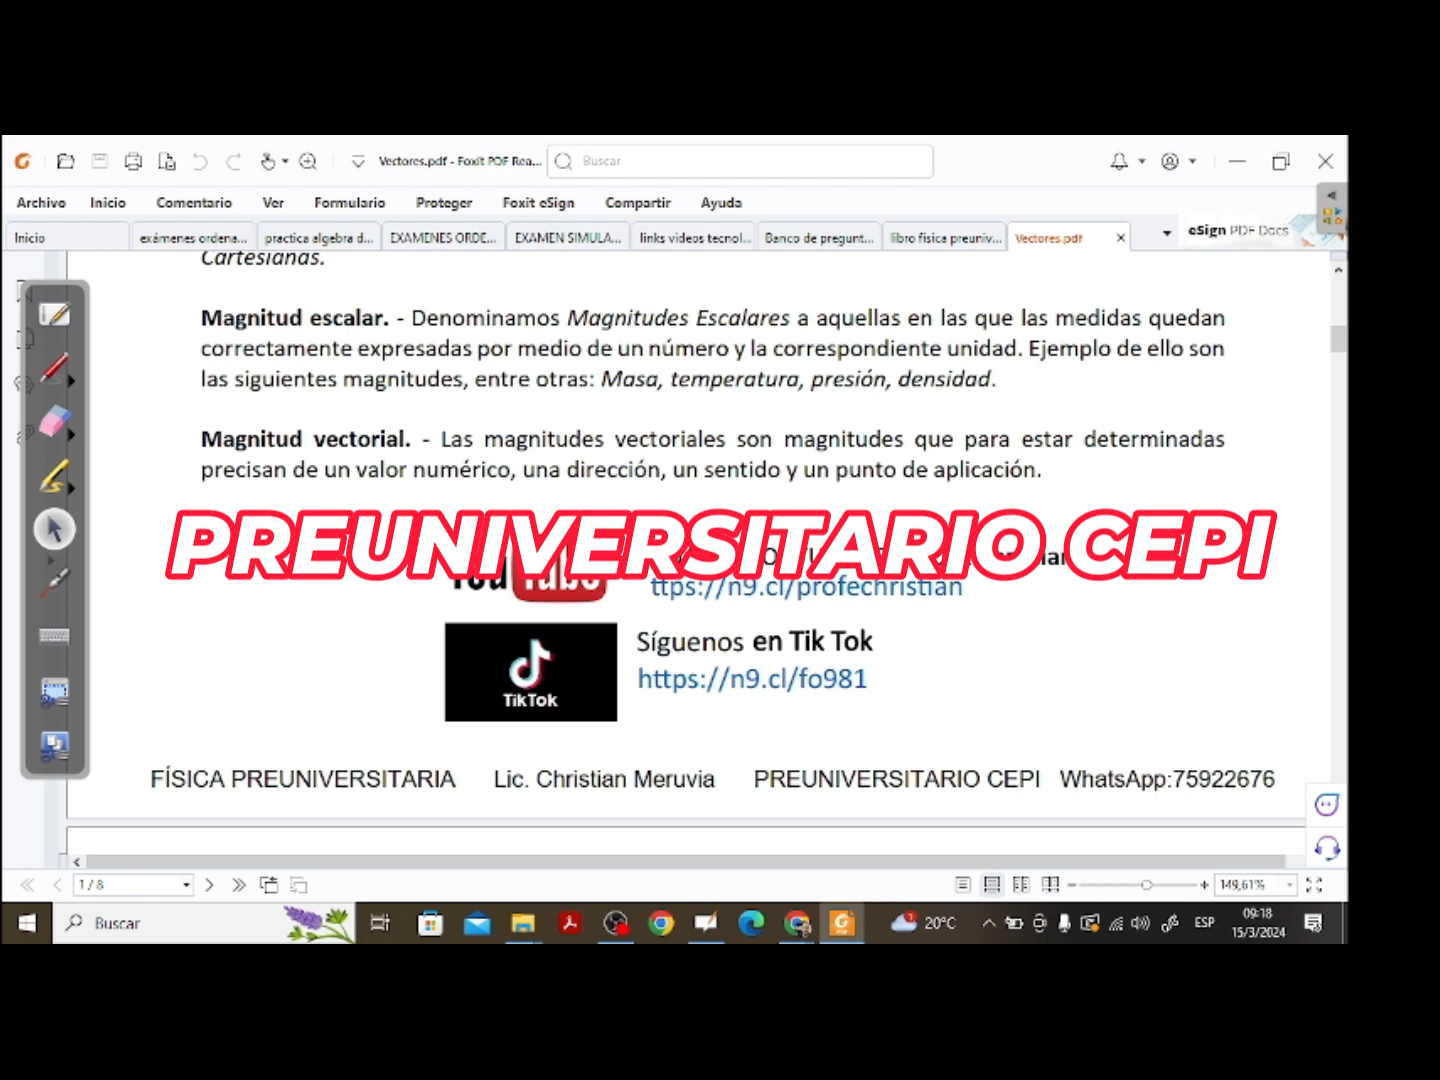 Vectores.pdf - Foxit PDF Rea...
Buscar
Archivo Inicio Comentario Ver Formulario Proteger Foxit eSign Compartir Ayuda
Inicio exámenes ordena... practica algebra d... EXAMENES ORDE... EXAMEN SIMULA... links videos tecnol... Banco de pregunt... libro fisica preuniv... Vectores.pdf eSign PDF Docs
Cartesianas.
Magnitud escalar. - Denominamos Magnitudes Escalares a aquellas en las que las medidas quedan
correctamente expresadas por medio de un número y la correspondiente unidad. Ejemplo de ello son
las siguientes magnitudes, entre otras: Masa, temperatura, presión, densidad.
Magnitud vectorial. - Las magnitudes vectoriales son magnitudes que para estar determinadas
precisan de un valor numérico, una dirección, un sentido y un punto de aplicación.
PREUNIVERSITARIO CEPI
You Tube
ttps://n9.cl/profechristian
Síguenos en Tik Tok
https://n9.cl/fo981
TikTok
FÍSICA PREUNIVERSITARIA Lic. Christian Meruvia PREUNIVERSITARIO CEPI WhatsApp:75922676
1 / 8
149,61%
Buscar
20°C
ESP
09:18
15/3/2024